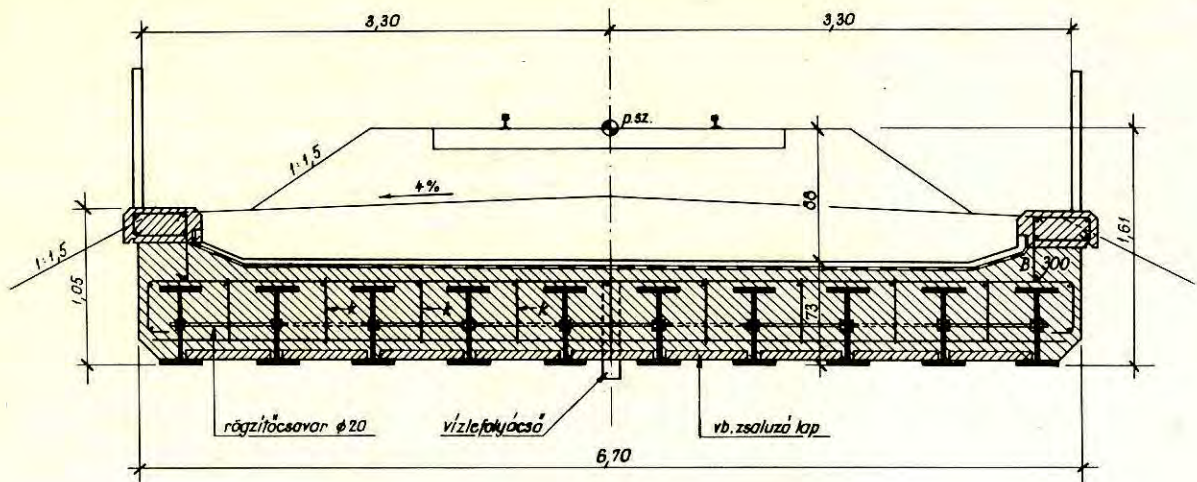 3,30
3,30
p.sz.
1:1,5
4%
88
1,61
1:1,5
1,05
B 300
73
k
k
k
rögzítőcsavar ϕ20
vízlefolyócső
vb. zsaluzó lap
6,70